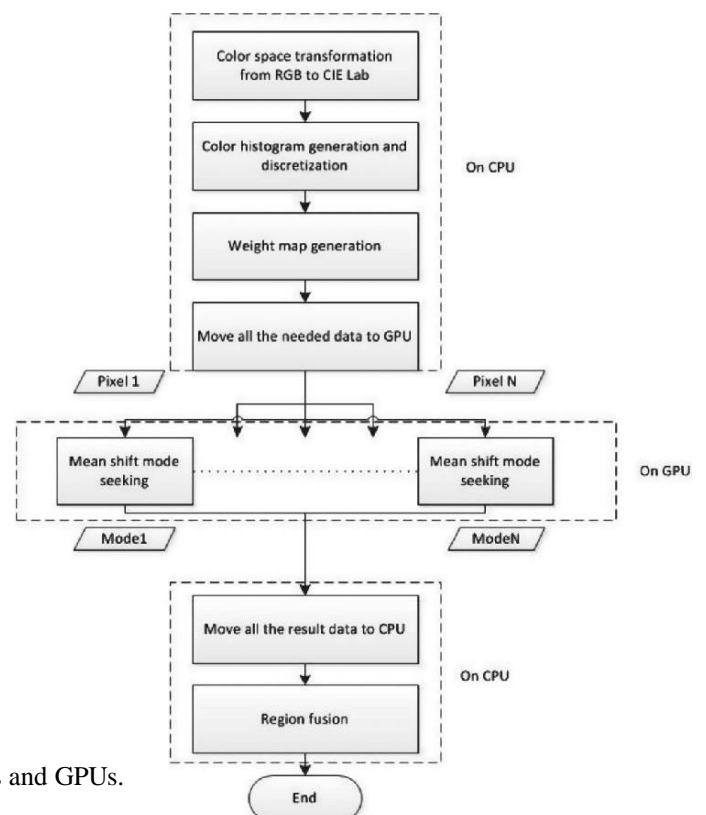 Color space transformation
from RGB to CIE Lab
Color histogram generation and
discretization
On CPU
Weight map generation
Move all the needed data to GPU
Pixel 1
Pixel N
Mean shift mode
seeking
Mean shift mode
seeking
On GPU
Mode1
ModeN
Move all the result data to CPU
On CPU
Region fusion
and GPUs.
End